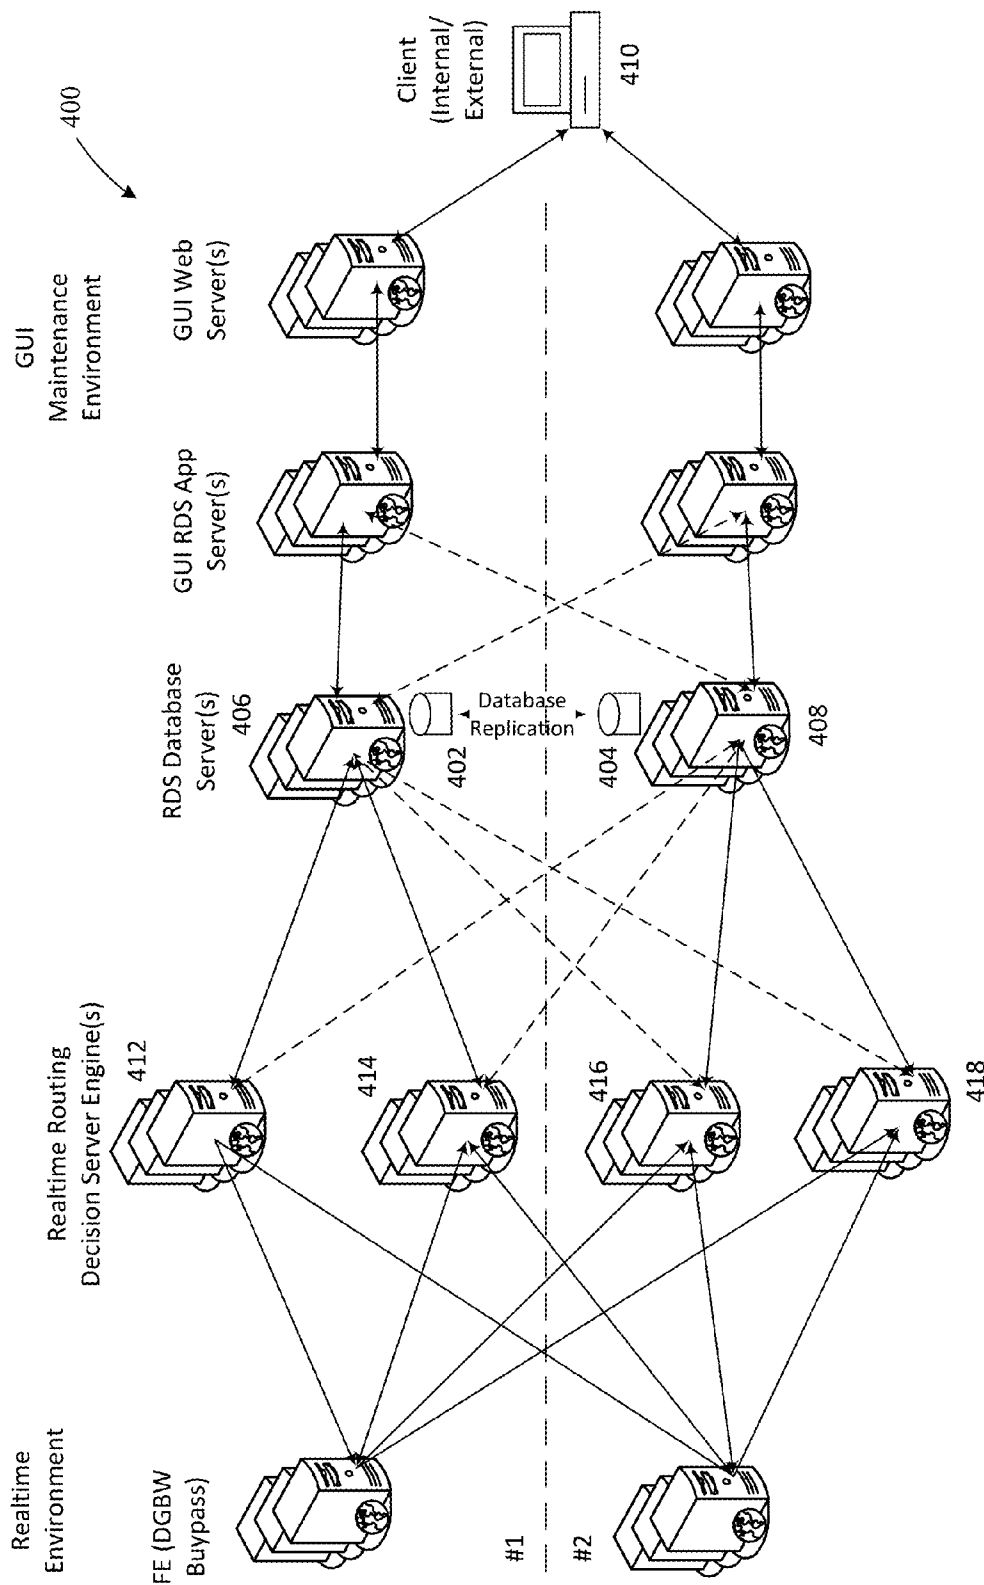 400
Realtime
Environment
GUI
Maintenance
Environment
FE (DGBW
Buypass)
Realtime Routing
Decision Server Engine(s)
RDS Database
Server(s)
GUI RDS App
Server(s)
GUI Web
Server(s)
Client
(Internal/
External)
410
412
414
416
418
406
402
Database
Replication
404
408
#1
#2